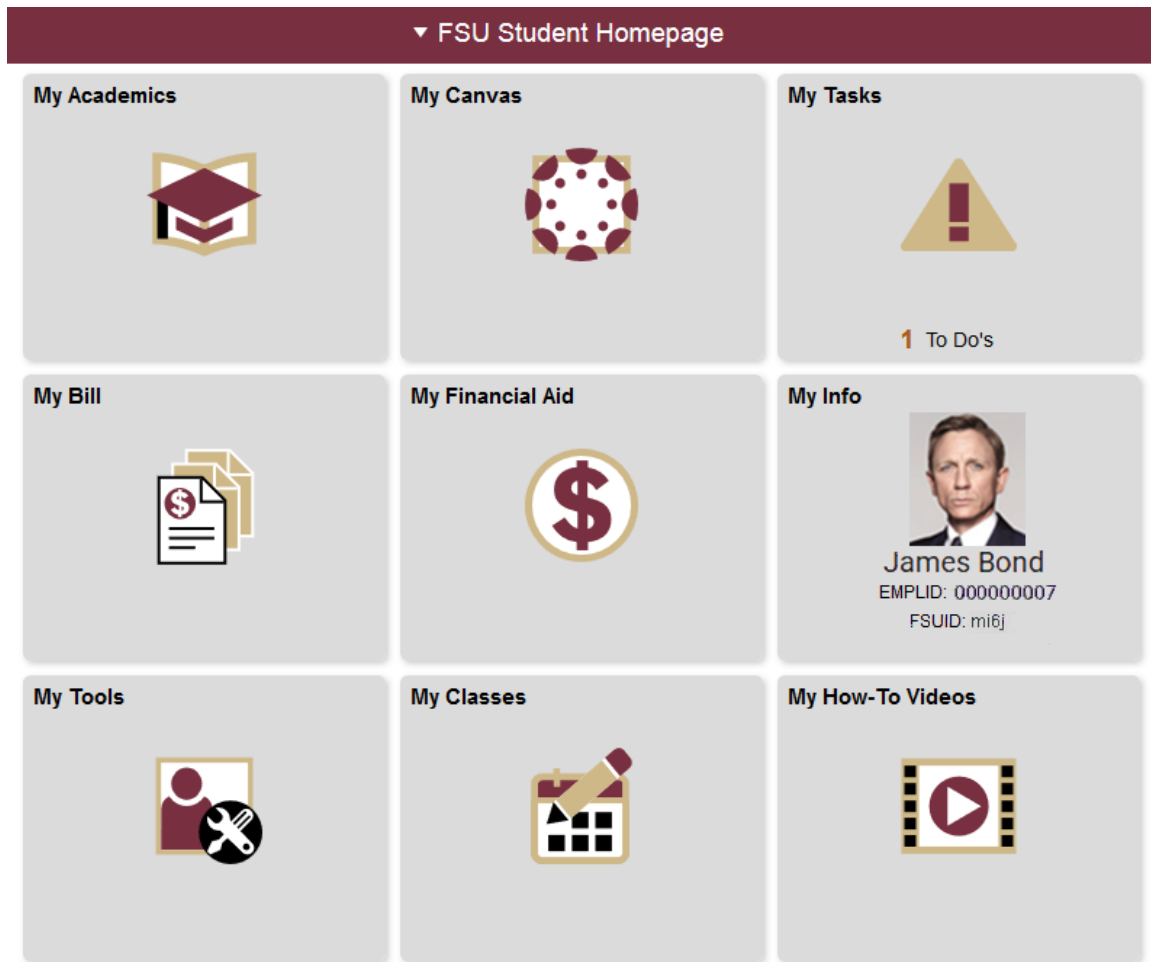 FSU Student Homepage
My Academics
My Canvas
My Tasks
1 To Do's
My Bill
My Financial Aid
My Info
James Bond
EMPLID: 000000007
FSUID: mi6j
My Tools
My Classes
My How-To Videos